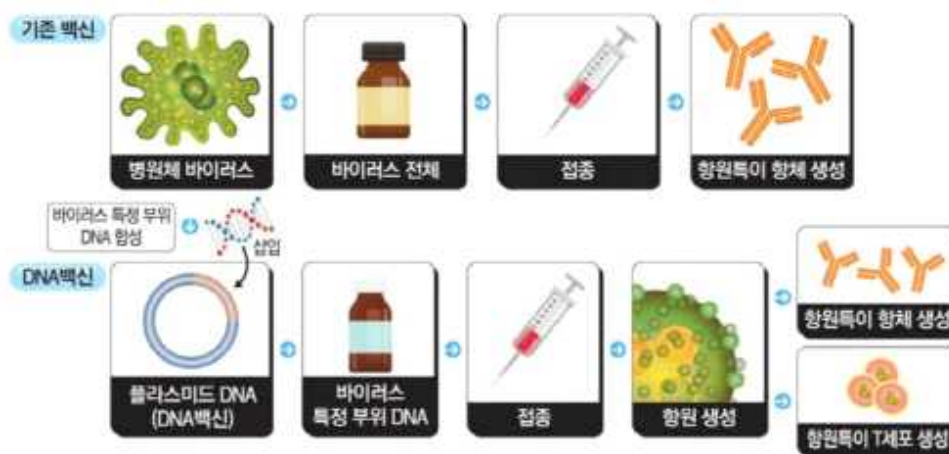 기존 백신
병원체 바이러스
바이러스 전체
접종
항원특이 항체 생성
바이러스 특정 부위
DNA 합성
삽입
DNA백신
플라스미드 DNA
(DNA백신)
바이러스
특정 부위 DNA
접종
항원 생성
항원특이 항체 생성
항원특이 T세포 생성